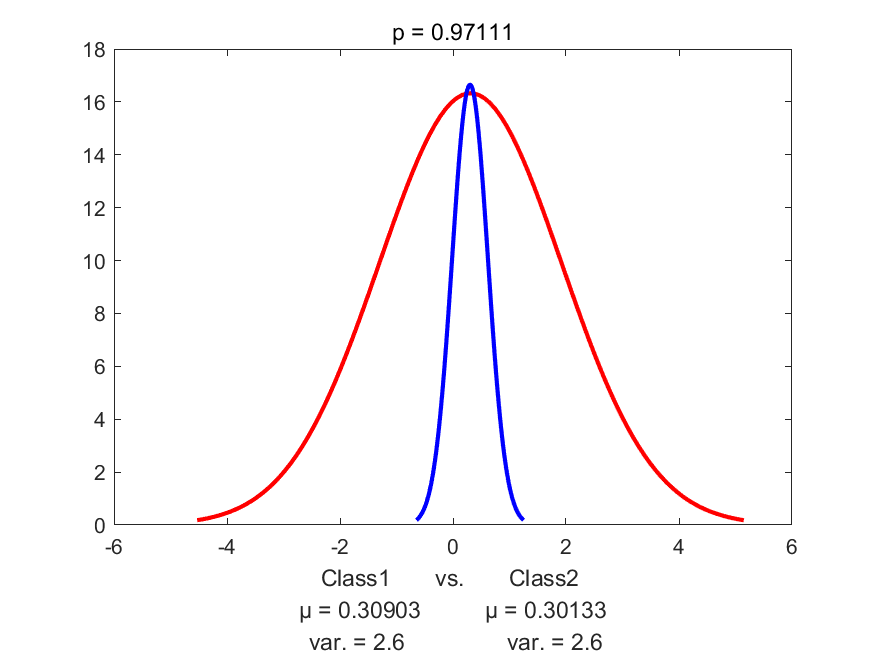 p = 0.97111
18
16
14
12
10
8
6
4
2
0
-6 -4 -2 0 2 4 6
Class1 vs. Class2
μ = 0.30903 μ = 0.30133
var. = 2.6 var. = 2.6